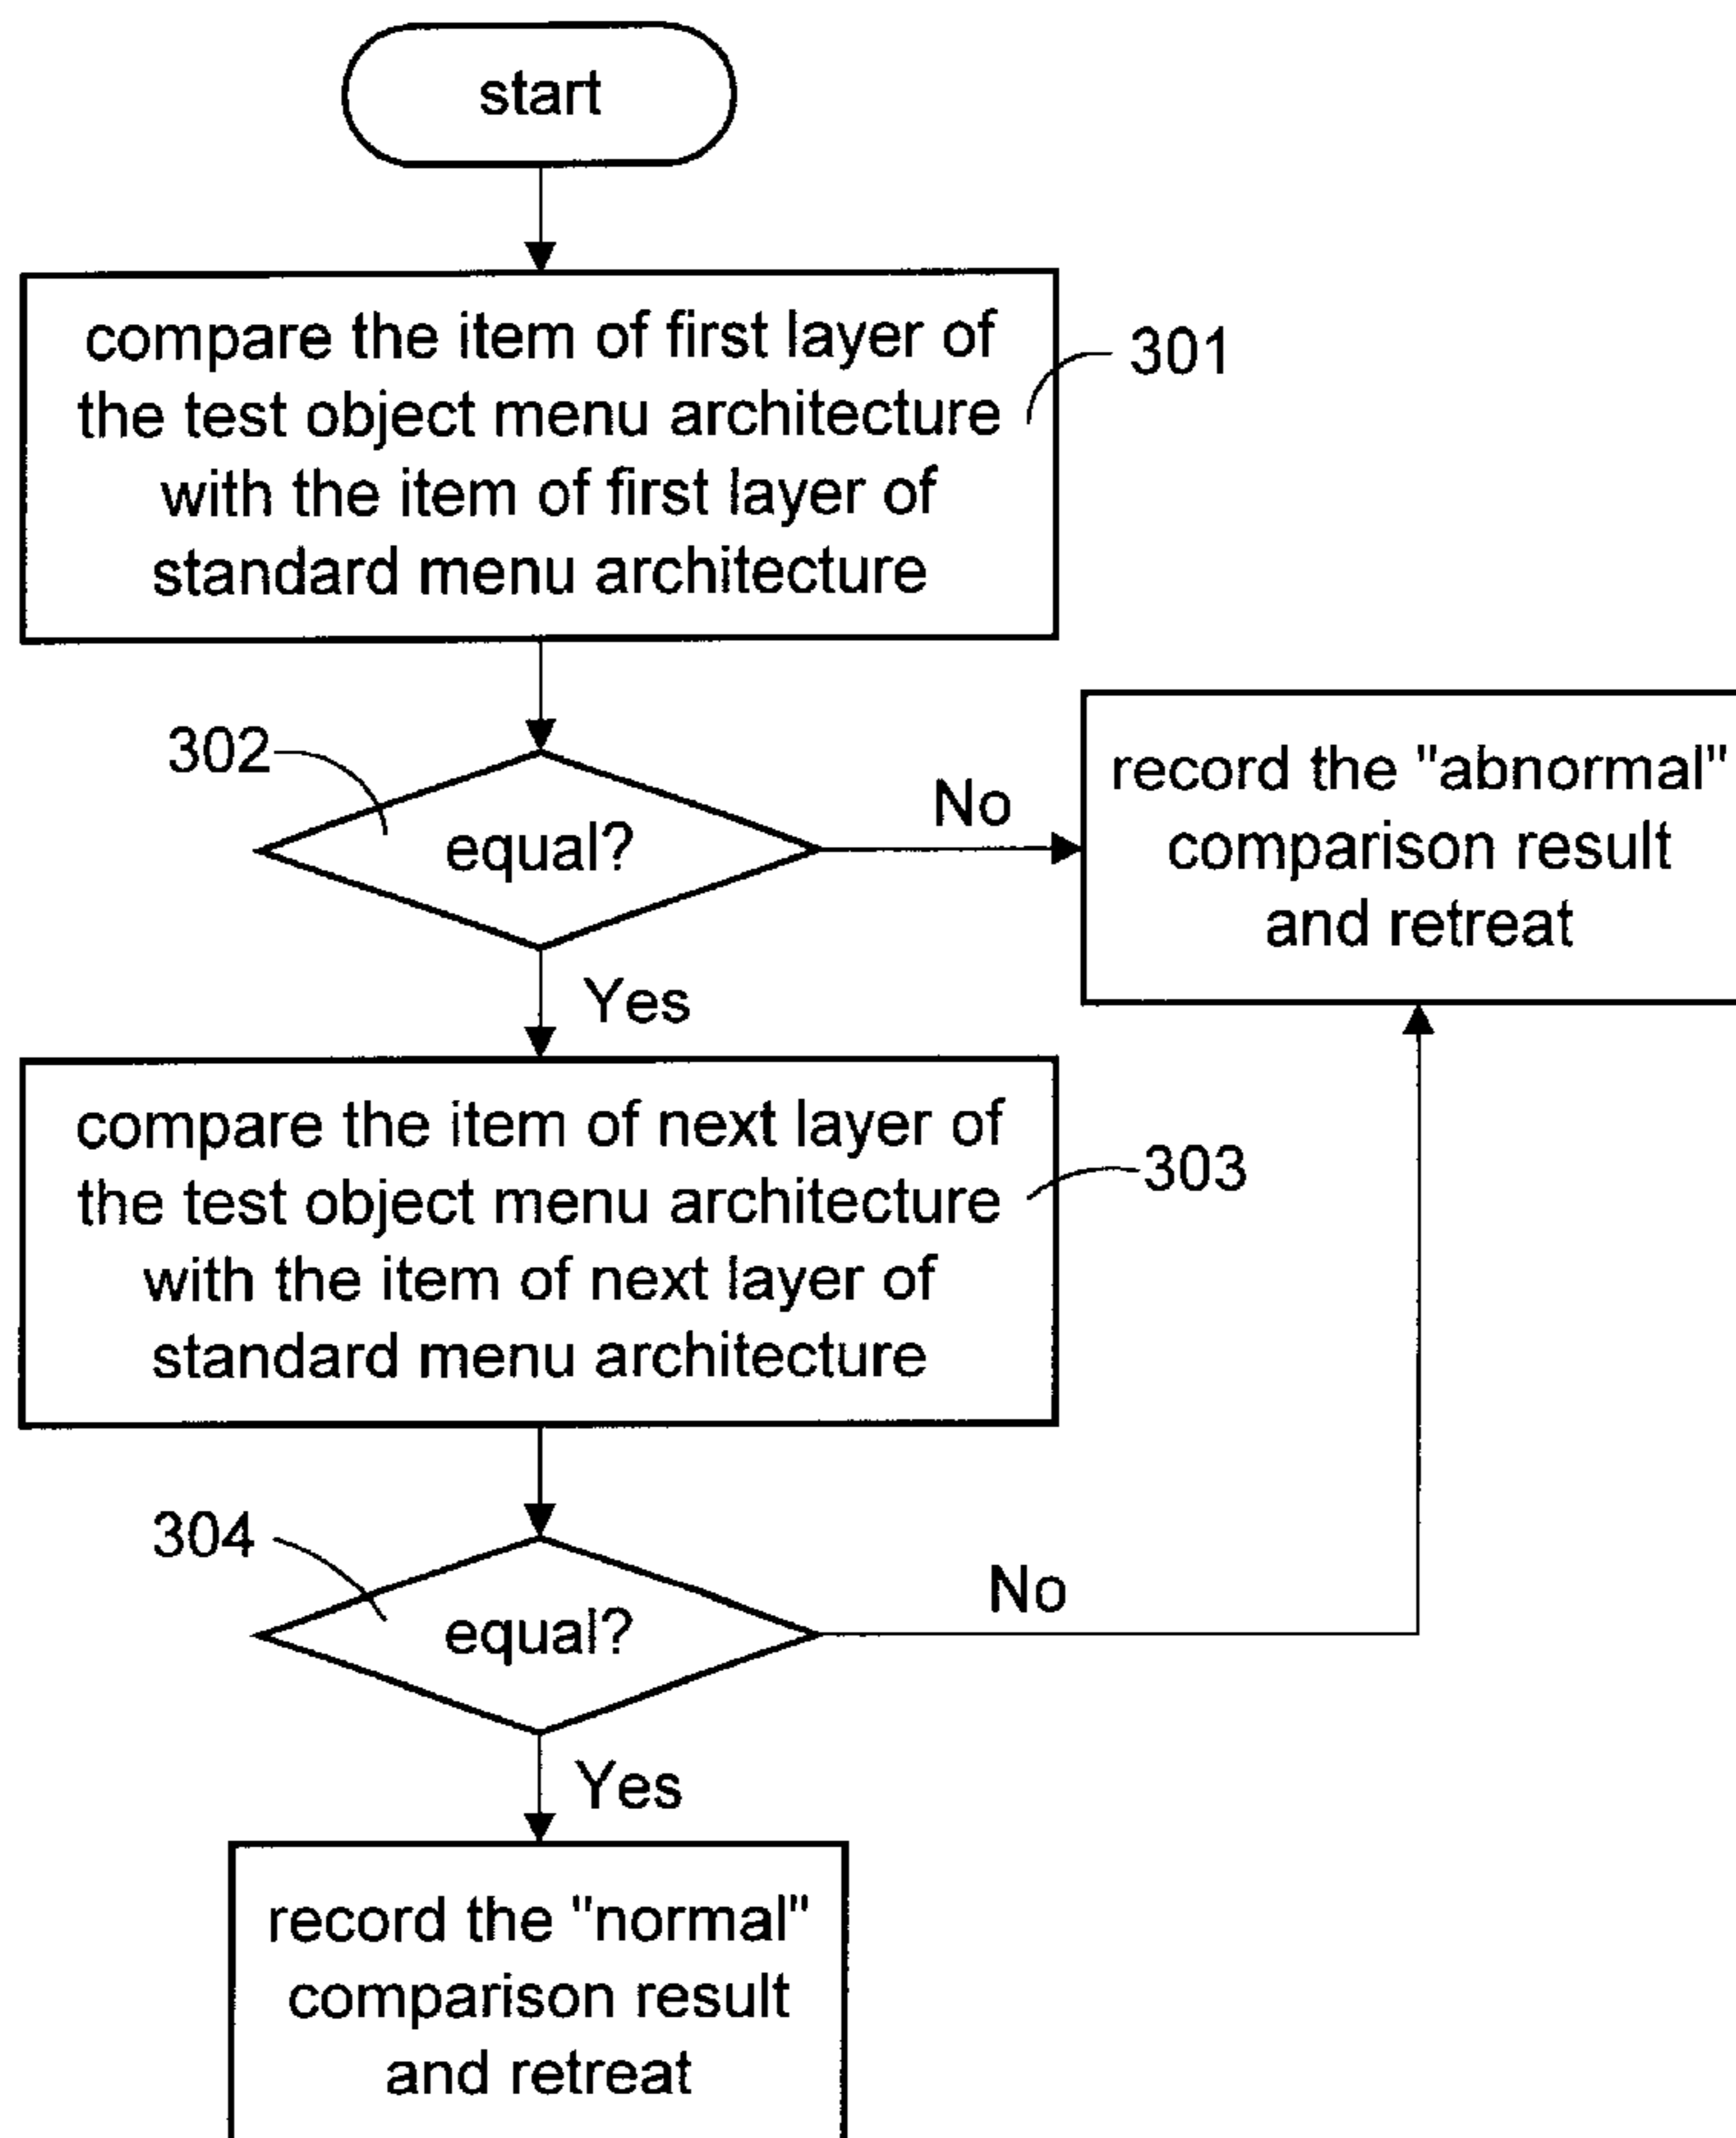 start
compare the item of first layer of
the test object menu architecture
with the item of first layer of
standard menu architecture
301
302
equal?
No
record the "abnormal"
comparison result
and retreat
Yes
compare the item of next layer of
the test object menu architecture
with the item of next layer of
standard menu architecture
303
304
equal?
No
Yes
record the "normal"
comparison result
and retreat